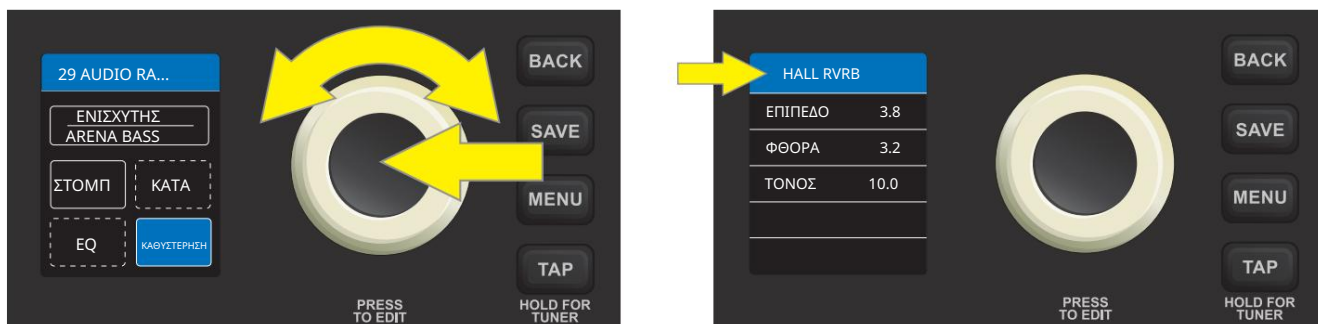 29 AUDIO RA...
ΕΝΙΣΧΥΤΗΣ
ARENA BASS
ΣΤΟΜΠ
ΚΑΤΑ
EQ
ΚΑΘΥΣΤΕΡΗΣΗ
BACK
SAVE
MENU
TAP
PRESS
TO EDIT
HOLD FOR
TUNER
HALL RVRB
ΕΠΙΠΕΔΟ 3.8
ΦΘΟΡΑ 3.2
ΤΟΝΟΣ 10.0
BACK
SAVE
MENU
TAP
PRESS
TO EDIT
HOLD FOR
TUNER